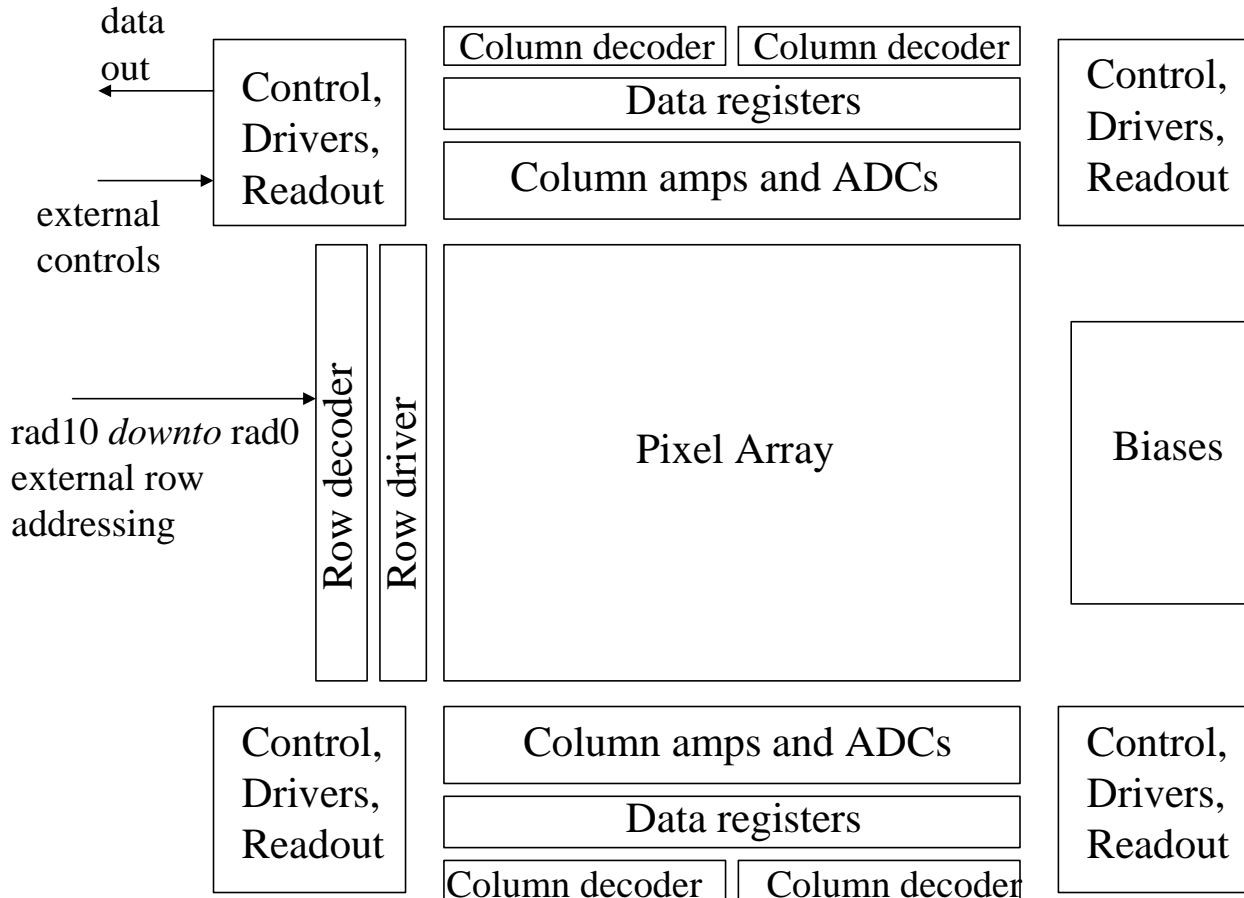 data
out
Control,
Drivers,
Readout
Column decoder
Column decoder
Data registers
Column amps and ADCs
Control,
Drivers,
Readout
external
controls
rad10 downto rad0
external row
addressing
Row decoder
Row driver
Pixel Array
Biases
Control,
Drivers,
Readout
Column amps and ADCs
Data registers
Column decoder
Column decoder
Control,
Drivers,
Readout